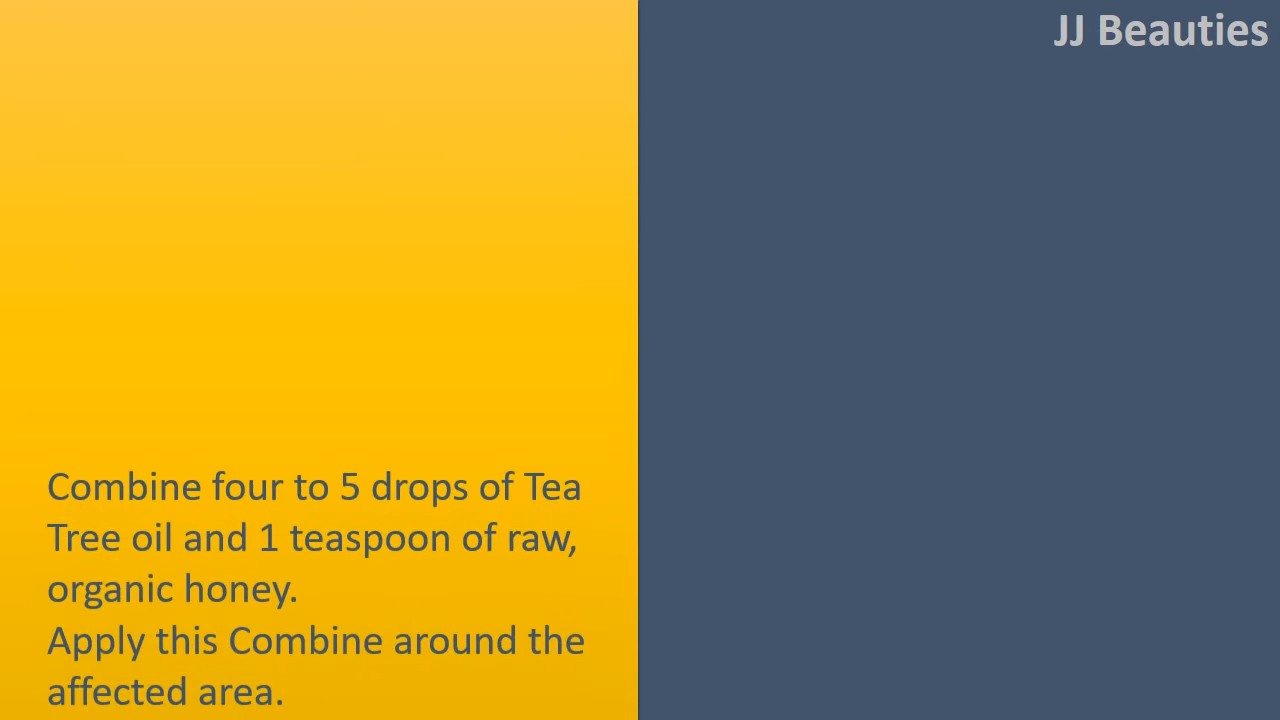 JJ Beauties
Combine four to 5 drops of Tea
Tree oil and 1 teaspoon of raw,
organic honey.
Apply this Combine around the
affected area.